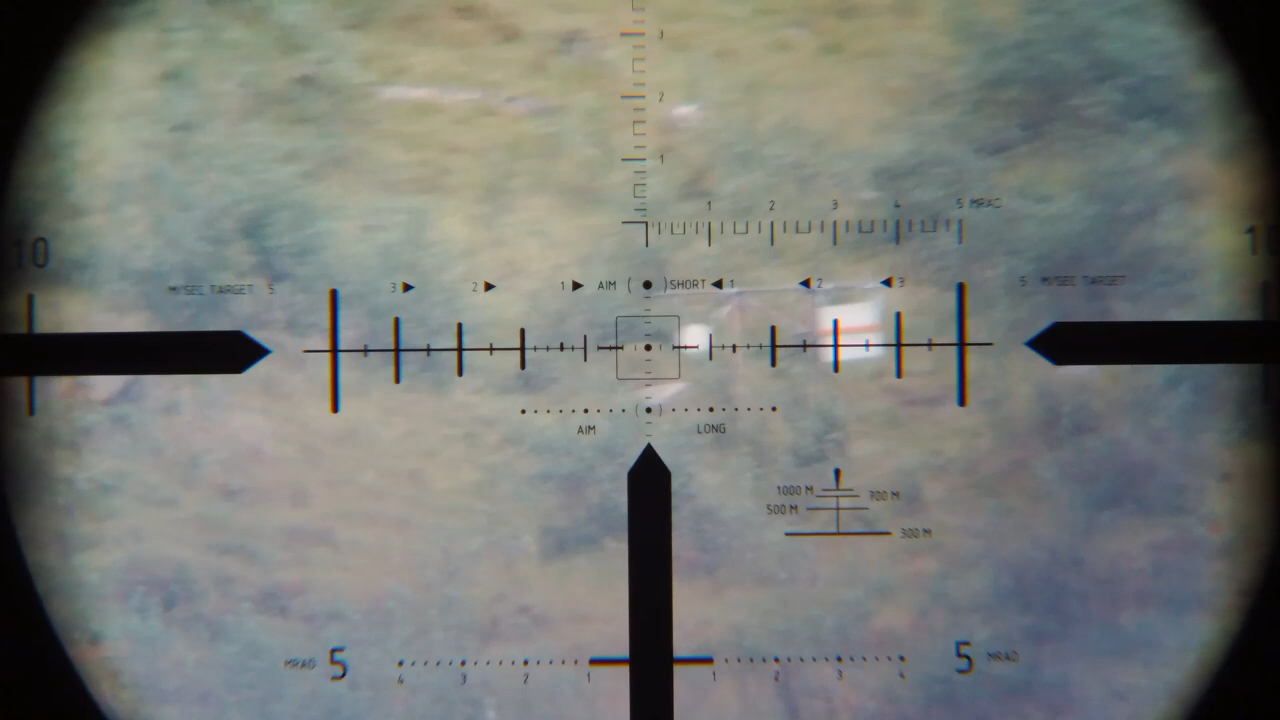 3
2
1
1 2 3 4 5 MRAD
10
M/SEC TARGET 5 3 2 1 AIM ( ) SHORT 1 2 3 5 M/SEC TARGET
( )
AIM LONG
1000 M 700 M
500 M
300 M
MRAD 5 5 MRAD
4 3 2 1 1 2 3 4